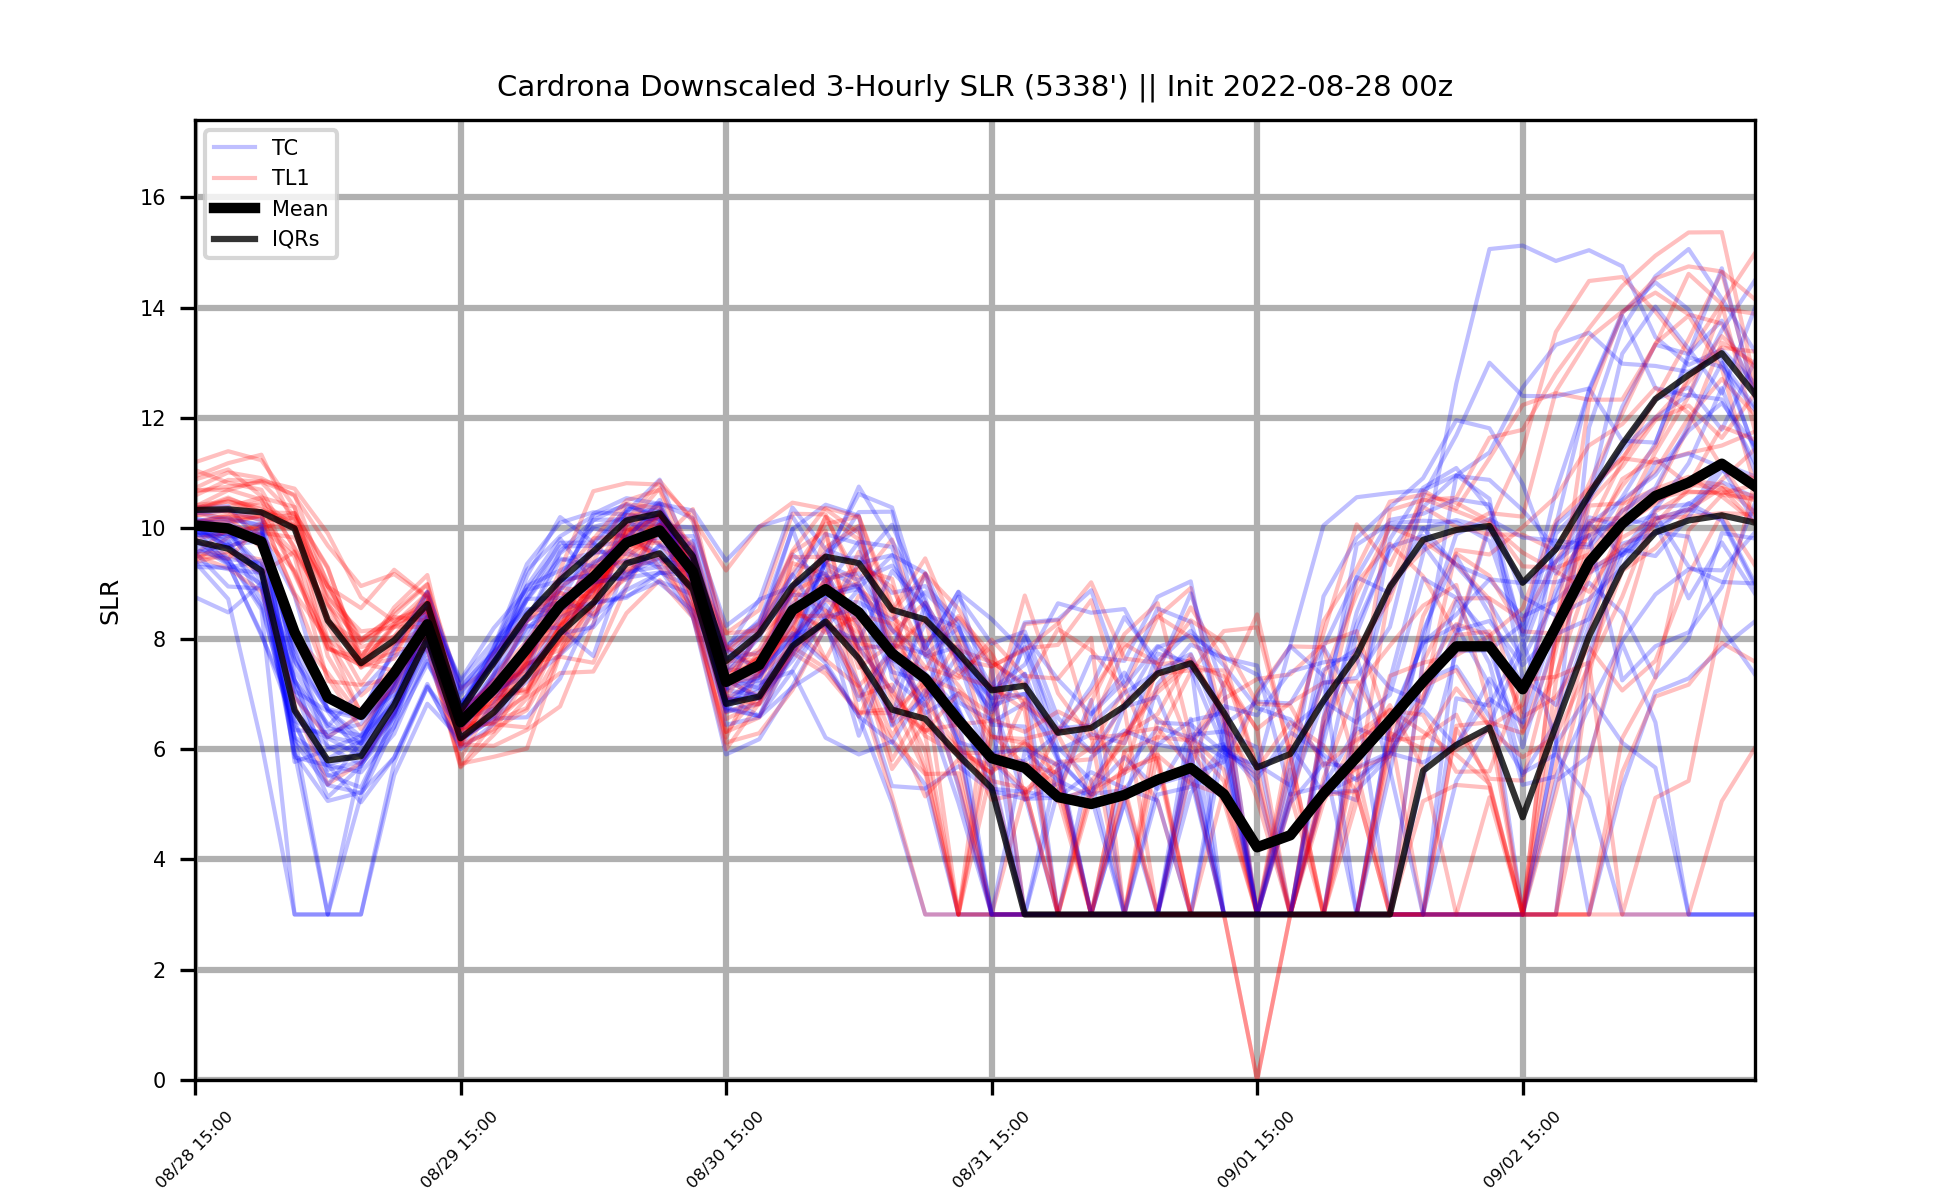 Cardrona Downscaled 3-Hourly SLR (5338') || Init 2022-08-28 00z
TC
TL1
Mean
IQRs
SLR
16
14
12
10
8
6
4
2
0
08/28 15:00
08/29 15:00
08/30 15:00
08/31 15:00
09/01 15:00
09/02 15:00